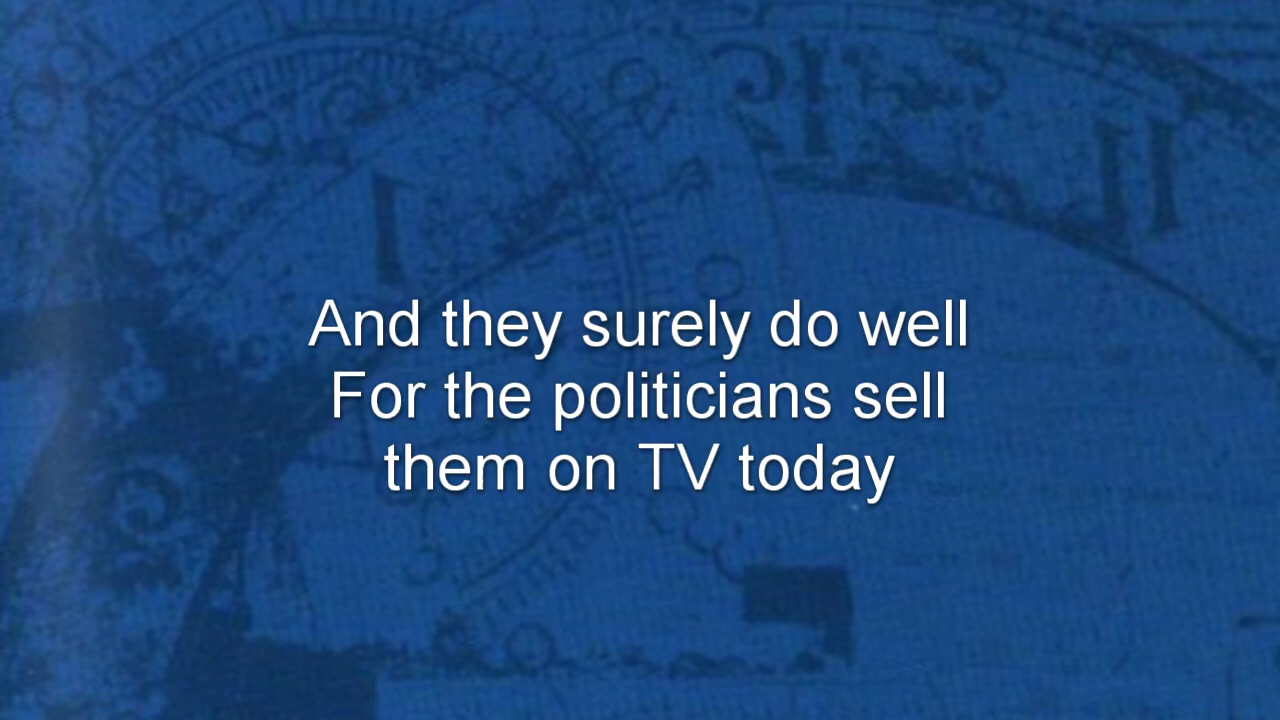 And they surely do well
For the politicians sell
them on TV today